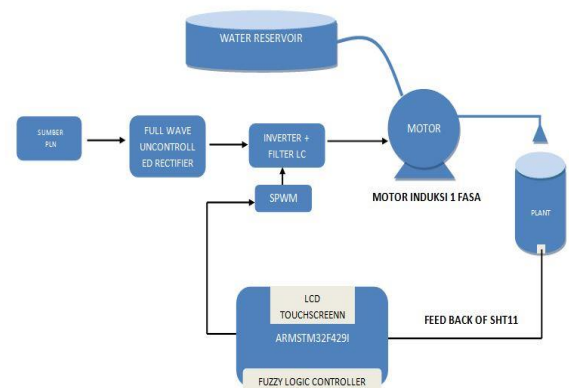 WATER RESERVOIR
SUMBER
PLN
FULL WAVE
UNCONTROLL
ED RECTIFIER
INVERTER +
FILTER LC
MOTOR
SPWM
MOTOR INDUKSI 1 FASA
PLANT
LCD
TOUCHSCREENN
ARMSTM32F429I
FEED BACK OF SHT11
FUZZY LOGIC CONTROLLER